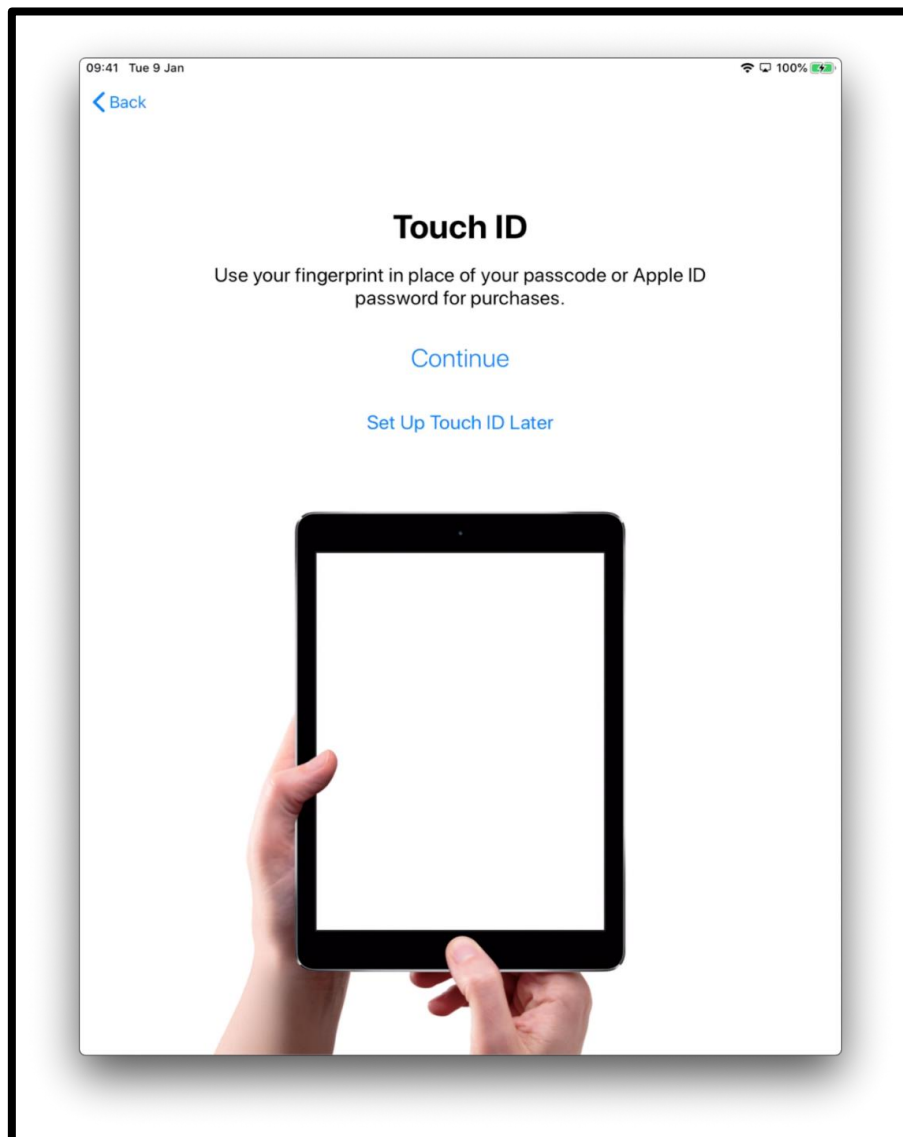 09:41 Tue 9 Jan 100%
Back
Touch ID
Use your fingerprint in place of your passcode or Apple ID
password for purchases.
Continue
Set Up Touch ID Later